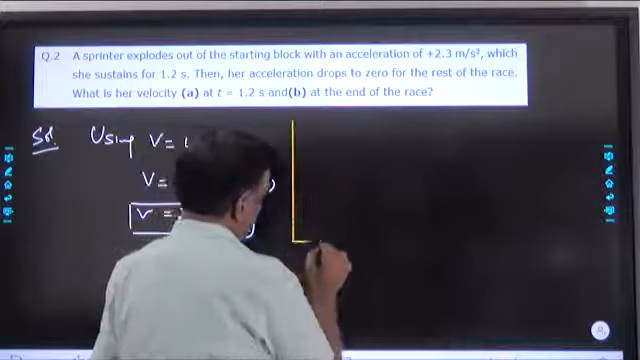 Q.2 A sprinter explodes out of the starting block with an acceleration of +2.3 m/s², which
she sustains for 1.2 s. Then, her acceleration drops to zero for the rest of the race.
What is her velocity (a) at t = 1.2 s and(b) at the end of the race?
Sol. Using V =
V =
V =